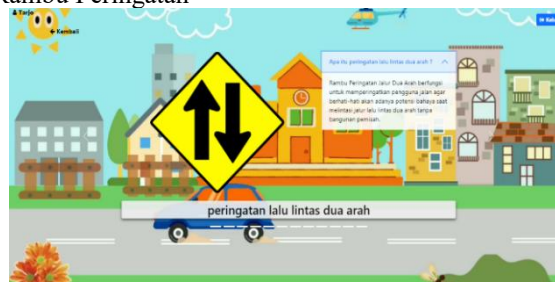 Rambu Peringatan
Tarjo
Kembali
Apa itu peringatan lalu lintas dua arah ?
Rambu Peringatan Jalur Dua Arah berfungsi
untuk memperingatkan pengguna jalan agar
berhati-hati akan adanya potensi bahaya saat
melintasi jalur lalu lintas dua arah tanpa
bangunan pemisah.
peringatan lalu lintas dua arah